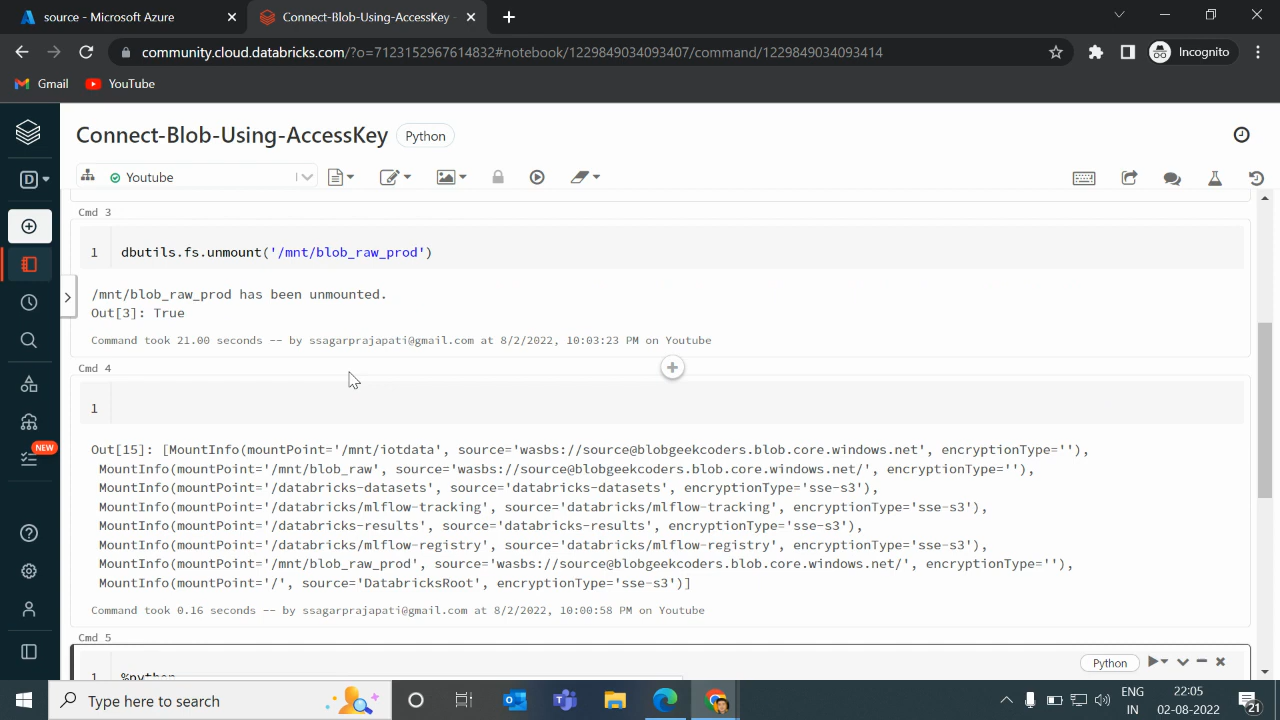 source - Microsoft Azure
Connect-Blob-Using-AccessKey -
community.cloud.databricks.com/?o=7123152967614832#notebook/1229849034093407/command/1229849034093414
Incognito
Gmail
YouTube
Connect-Blob-Using-AccessKey
Python
D
Youtube
Cmd 3
1 dbutils.fs.unmount('/mnt/blob_raw_prod')
/mnt/blob_raw_prod has been unmounted.
Out[3]: True
Command took 21.00 seconds -- by ssagarprajapati@gmail.com at 8/2/2022, 10:03:23 PM on Youtube
Cmd 4
1
Out[15]: [MountInfo(mountPoint='/mnt/iotdata', source='wasbs://source@blobgeekcoders.blob.core.windows.net', encryptionType=''),
MountInfo(mountPoint='/mnt/blob_raw', source='wasbs://source@blobgeekcoders.blob.core.windows.net/', encryptionType=''),
MountInfo(mountPoint='/databricks-datasets', source='databricks-datasets', encryptionType='sse-s3'),
MountInfo(mountPoint='/databricks/mlflow-tracking', source='databricks/mlflow-tracking', encryptionType='sse-s3'),
MountInfo(mountPoint='/databricks-results', source='databricks-results', encryptionType='sse-s3'),
MountInfo(mountPoint='/databricks/mlflow-registry', source='databricks/mlflow-registry', encryptionType='sse-s3'),
MountInfo(mountPoint='/mnt/blob_raw_prod', source='wasbs://source@blobgeekcoders.blob.core.windows.net/', encryptionType=''),
MountInfo(mountPoint='/', source='DatabricksRoot', encryptionType='sse-s3')]
Command took 0.16 seconds -- by ssagarprajapati@gmail.com at 8/2/2022, 10:00:58 PM on Youtube
NEW
Cmd 5
Python
1 %python
Type here to search
ENG
IN
22:05
02-08-2022
21